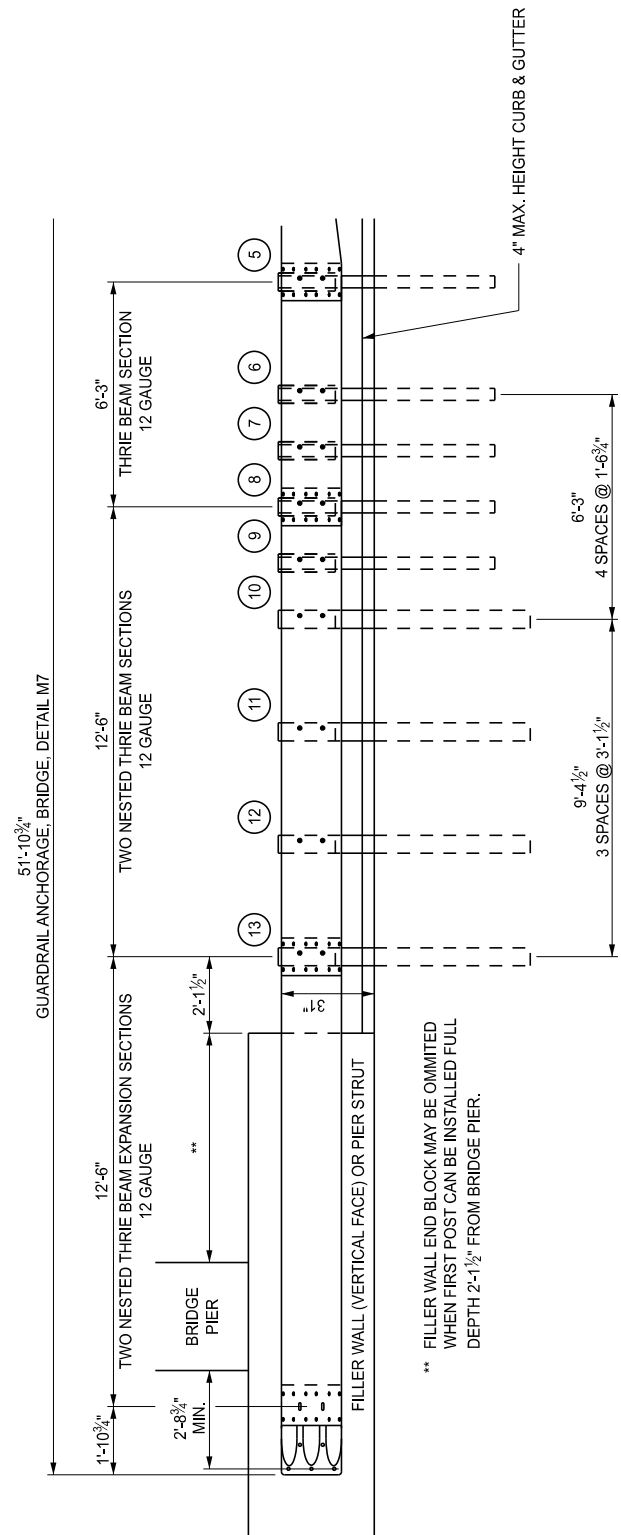 51'-10¾"
GUARDRAIL ANCHORAGE, BRIDGE, DETAIL M7
1'-10¾"
12'-6"
TWO NESTED THRIE BEAM EXPANSION SECTIONS
12 GAUGE
12'-6"
TWO NESTED THRIE BEAM SECTIONS
12 GAUGE
6'-3"
THRIE BEAM SECTION
12 GAUGE
2'-8¾"
MIN.
BRIDGE
PIER
**
2'-1½"
13
12
11
10
9
8
7
6
5
31"
FILLER WALL (VERTICAL FACE) OR PIER STRUT
4" MAX. HEIGHT CURB & GUTTER
** FILLER WALL END BLOCK MAY BE OMMITED
WHEN FIRST POST CAN BE INSTALLED FULL
DEPTH 2'-1½" FROM BRIDGE PIER.
9'-4½"
3 SPACES @ 3'-1½"
6'-3"
4 SPACES @ 1'-6¾"